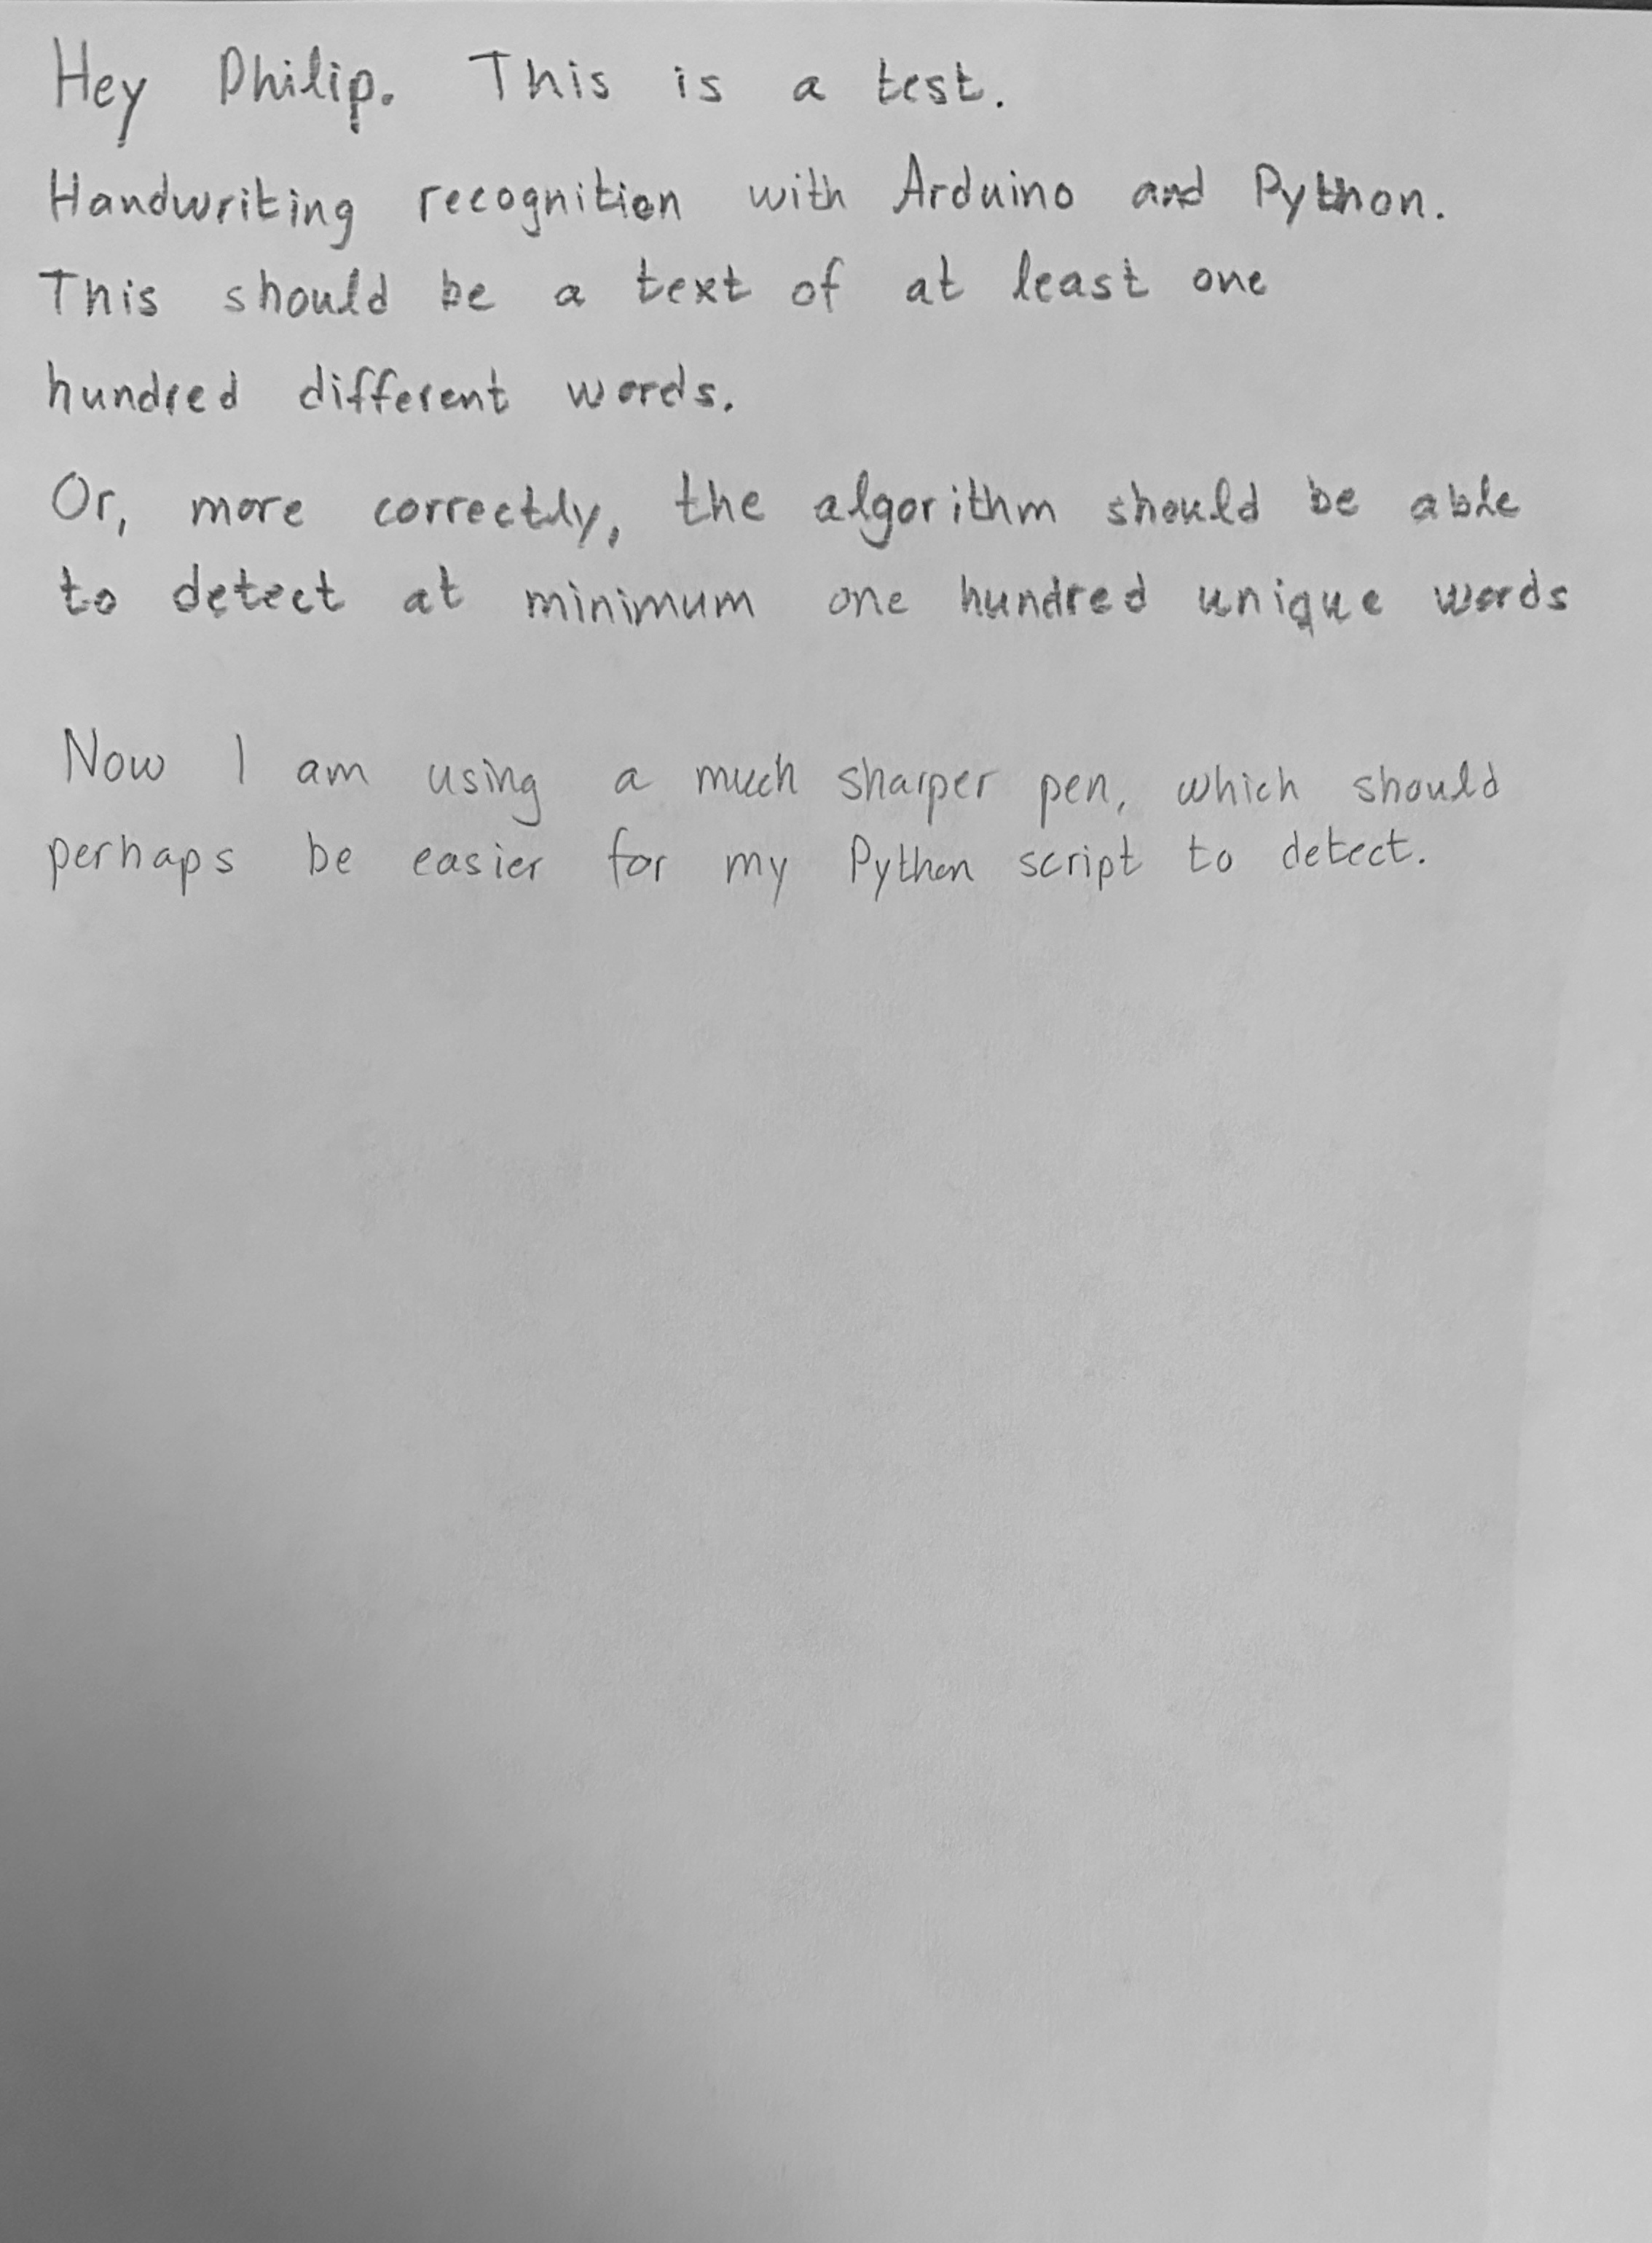 Hey Philip. This is a test.
Handwriting recognition with Arduino and Python.
This should be a text of at least one
hundred different words.
Or, more correctly, the algorithm should be able
to detect at minimum one hundred unique words
Now I am using a much sharper pen, which should
perhaps be easier for my Python script to detect.